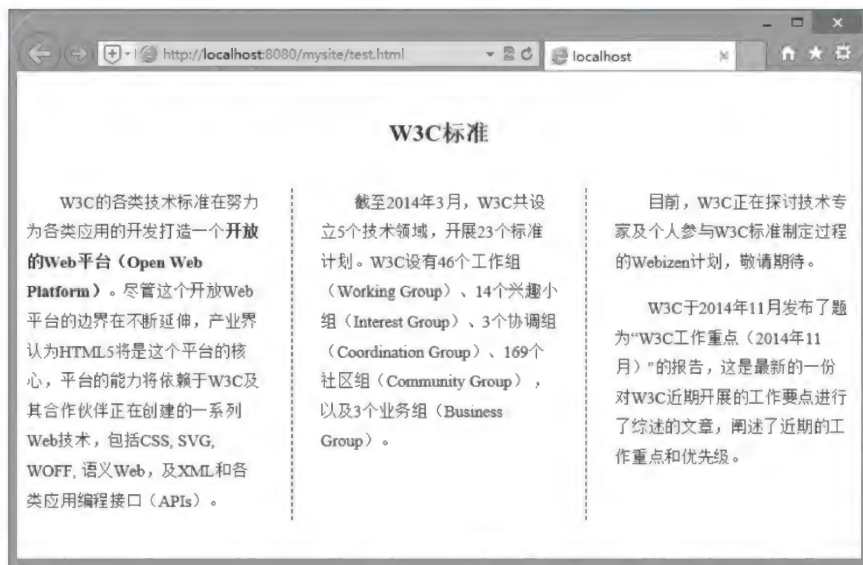 http://localhost:8080/mysite/test.html
localhost
W3C标准
W3C的各类技术标准在努力
为各类应用的开发打造一个开放
的Web平台（Open Web
Platform）。尽管这个开放Web
平台的边界在不断延伸，产业界
认为HTML5将是这个平台的核
心，平台的能力将依赖于W3C及
其合作伙伴正在创建的一系列
Web技术，包括CSS, SVG,
WOFF, 语义Web，及XML和各
类应用编程接口（APIs）。
截至2014年3月，W3C共设
立5个技术领域，开展23个标准
计划。W3C设有46个工作组
（Working Group）、14个兴趣小
组（Interest Group）、3个协调组
（Coordination Group）、169个
社区组（Community Group），
以及3个业务组（Business
Group）。
目前，W3C正在探讨技术专
家及个人参与W3C标准制定过程
的Webizen计划，敬请期待。
W3C于2014年11月发布了题
为“W3C工作重点（2014年11
月）"的报告，这是最新的一份
对W3C近期开展的工作要点进行
了综述的文章，阐述了近期的工
作重点和优先级。